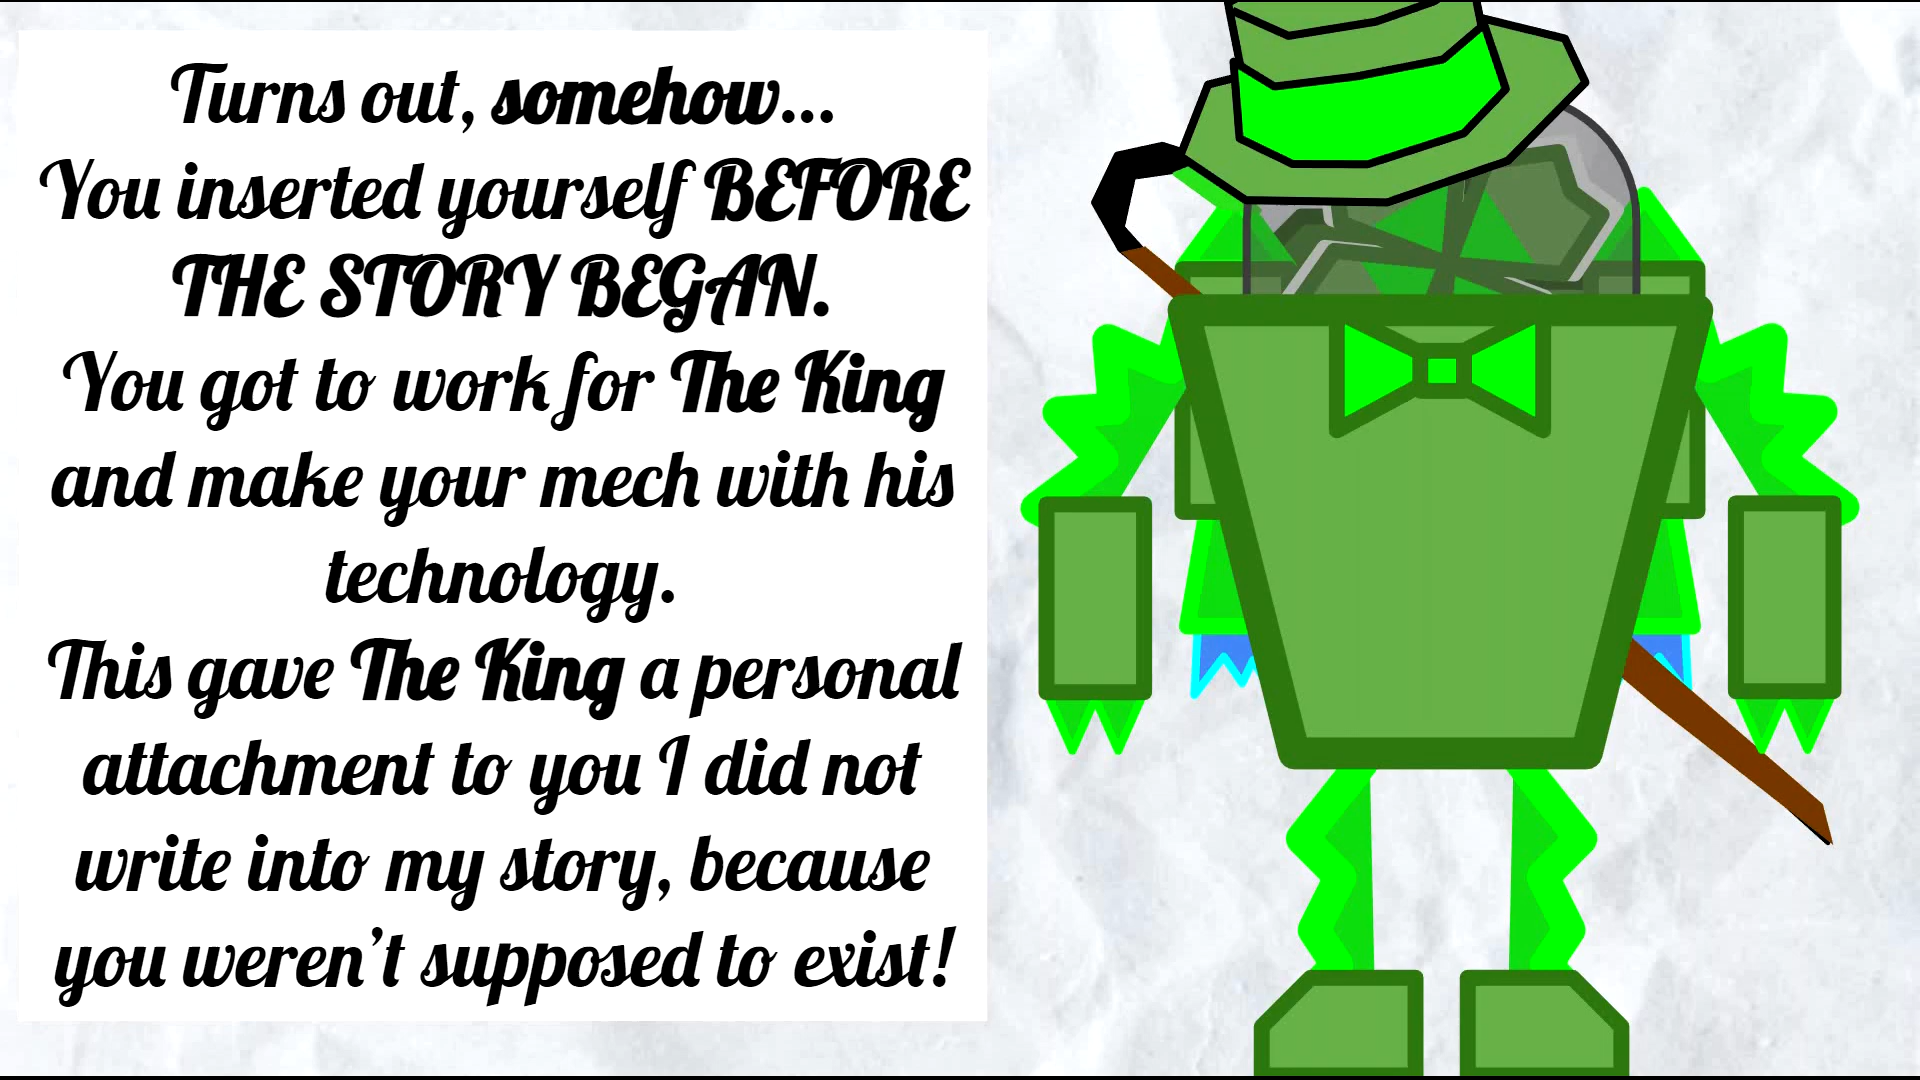 Turns out, somehow...
You inserted yourself BEFORE
THE STORY BEGAN.
You got to work for The King
and make your mech with his
technology.
This gave The King a personal
attachment to you I did not
write into my story, because
you weren't supposed to exist!